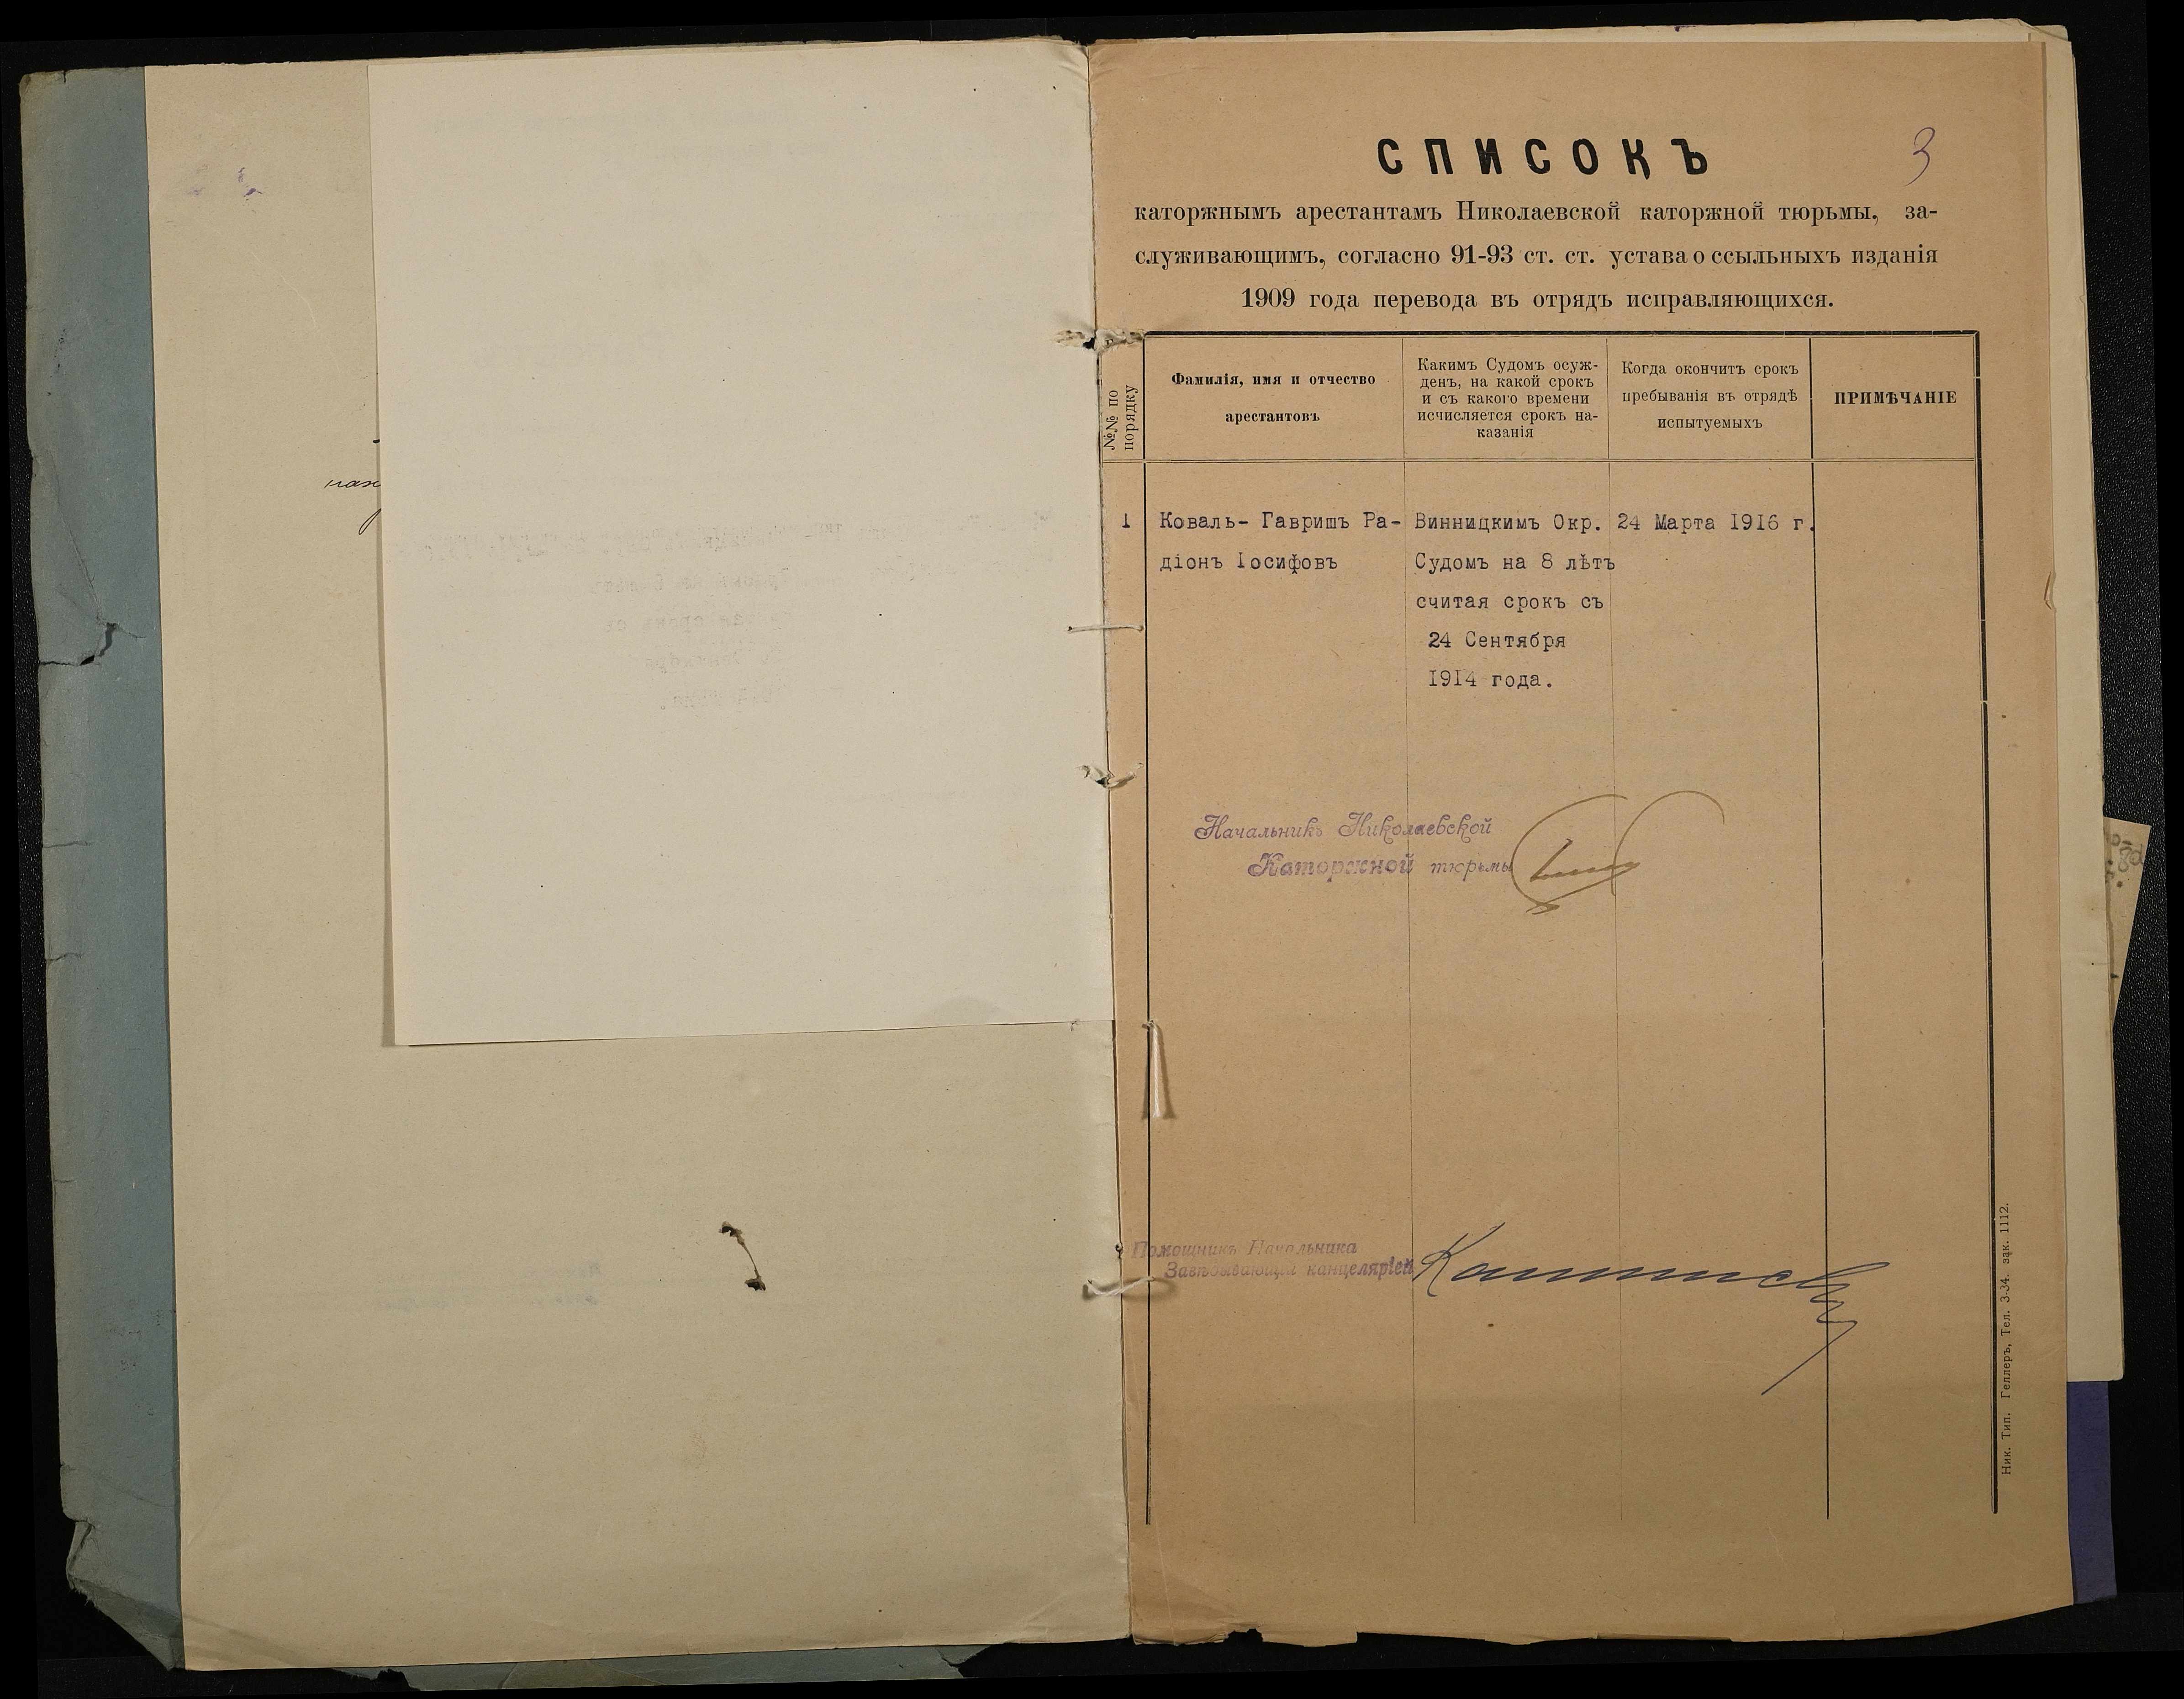 3
СПИСОКЪ
каторжнымъ арестантамъ Николаевской каторжной тюрьмы, за-
служивающимъ, согласно 91-93 ст. ст. устава о ссыльныхъ изданія
1909 года перевода въ отрядъ исправляющихся.
№№ по
порядку
Фамилія, имя и отчество
арестантовъ
Какимъ Судомъ осуж-
денъ, на какой срокъ
и съ какого времени
исчисляется срокъ на-
казанія
Когда окончитъ срокъ
пребыванія въ отрядѣ
испытуемыхъ
ПРИМѢЧАНІЕ
1
Коваль- Гавришъ Ра-
діонъ Іосифовъ
Винницкимъ Окр.
Судомъ на 8 лѣтъ
считая срокъ съ
24 Сентября
1914 года.
24 Марта 1916 г.
Начальникъ Николаевской
Каторжной тюрьмы
Помощникъ Начальника
Завѣдывающій канцеляріей
Ник. Тип. Геллеръ, Тел. 3-34. зак. 1112.